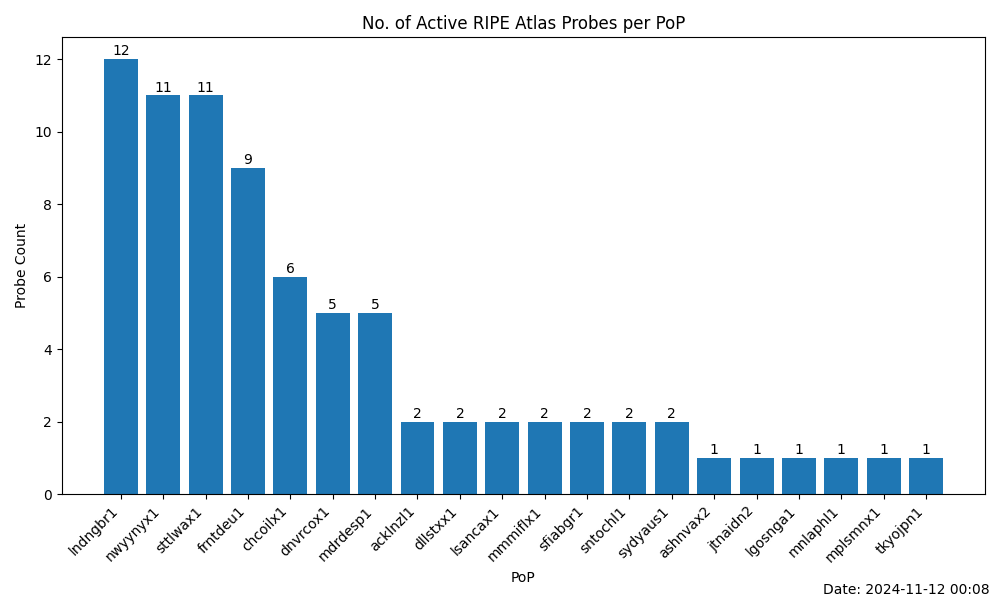 No. of Active RIPE Atlas Probes per PoP
12
11
11
9
6
5
5
2
2
2
2
2
2
2
1
1
1
1
1
1
12
10
8
6
4
2
0
Probe Count
lndngbr1
nwyynyx1
sttlwax1
frntdeu1
chcoilx1
dnvrcox1
mdrdesp1
acklnzl1
dllstxx1
lsancax1
mmmiflx1
sfiabgr1
sntochl1
sydyaus1
ashnvax2
jtnaidn2
lgosnga1
mnlaphl1
mplsmnx1
tkyojpn1
PoP
Date: 2024-11-12 00:08